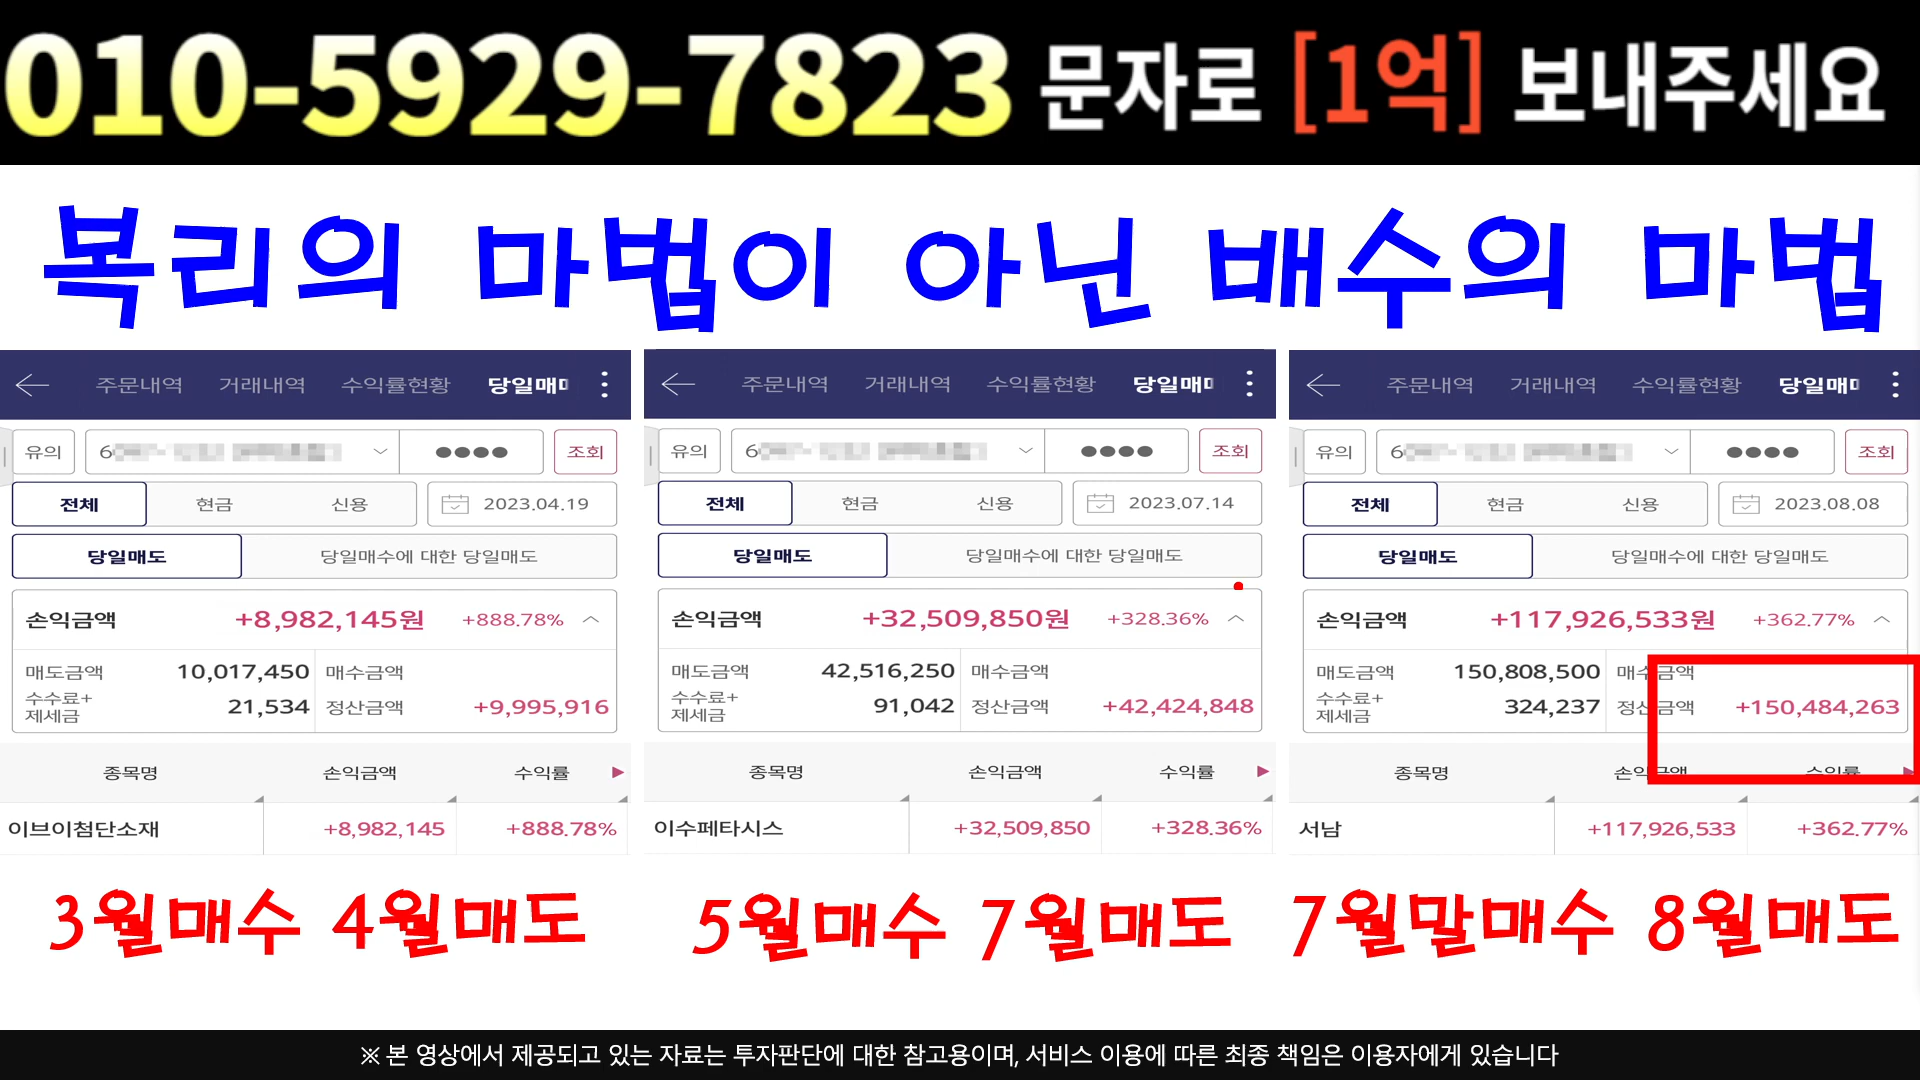 010-5929-7823 문자로 [1억] 보내주세요
복리의 마법이 아닌 배수의 마법
주문내역 거래내역 수익률현황 당일매
유의 6 ●●●● 조회
전체 현금 신용 2023.04.19
당일매도 당일매수에 대한 당일매도
손익금액 +8,982,145원 +888.78%
매도금액 10,017,450 매수금액
수수료+제세금 21,534 정산금액 +9,995,916
종목명 손익금액 수익률
이브이첨단소재 +8,982,145 +888.78%
3월매수 4월매도
주문내역 거래내역 수익률현황 당일매
유의 6 ●●●● 조회
전체 현금 신용 2023.07.14
당일매도 당일매수에 대한 당일매도
손익금액 +32,509,850원 +328.36%
매도금액 42,516,250 매수금액
수수료+제세금 91,042 정산금액 +42,424,848
종목명 손익금액 수익률
이수페타시스 +32,509,850 +328.36%
5월매수 7월매도
주문내역 거래내역 수익률현황 당일매
유의 6 ●●●● 조회
전체 현금 신용 2023.08.08
당일매도 당일매수에 대한 당일매도
손익금액 +117,926,533원 +362.77%
매도금액 150,808,500 매수금액
수수료+제세금 324,237 정산금액 +150,484,263
종목명 손익금액 수익률
서남 +117,926,533 +362.77%
7월말매수 8월매도
※ 본 영상에서 제공되고 있는 자료는 투자판단에 대한 참고용이며, 서비스 이용에 따른 최종 책임은 이용자에게 있습니다